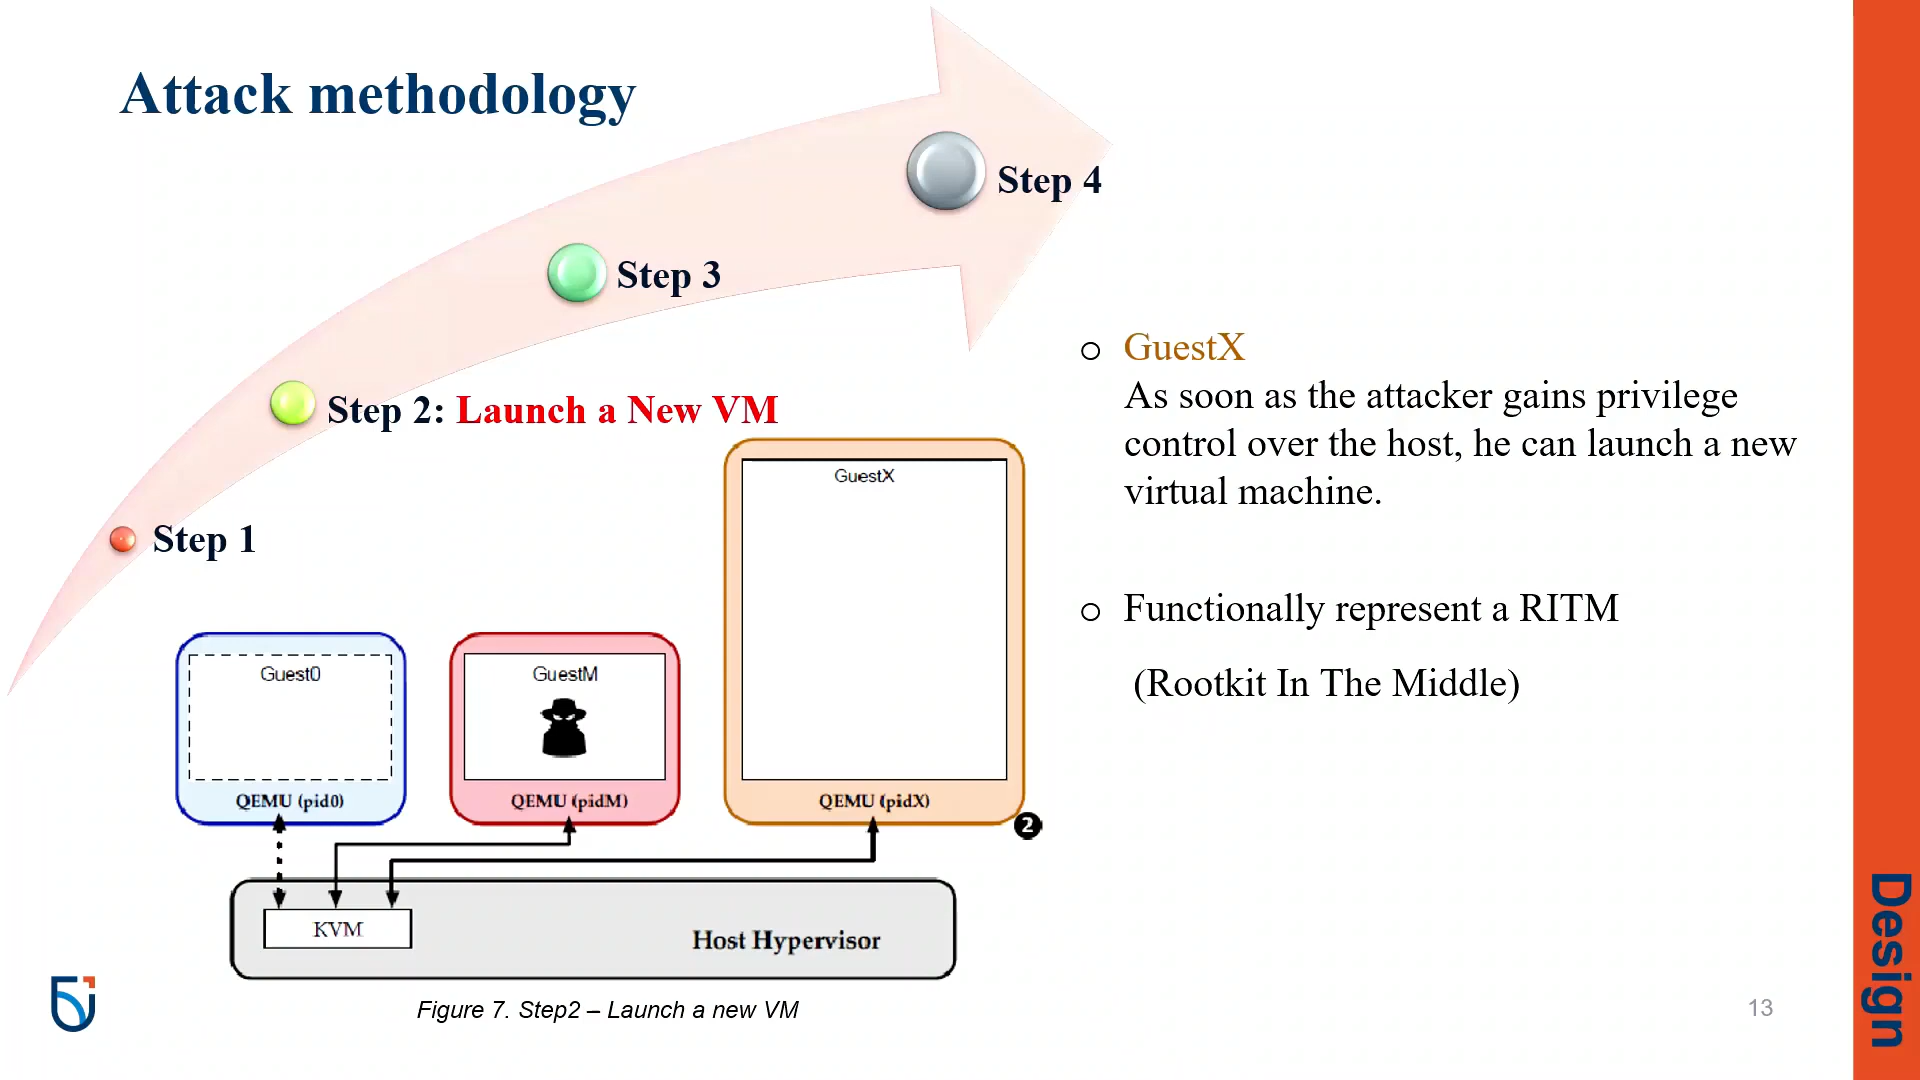 Attack methodology
Step 4
Step 3
Step 2: Launch a New VM
Step 1
GuestX
As soon as the attacker gains privilege
control over the host, he can launch a new
virtual machine.
Functionally represent a RITM
(Rootkit In The Middle)
Guest0
QEMU (pid0)
GuestM
QEMU (pidM)
GuestX
QEMU (pidX)
2
KVM
Host Hypervisor
Figure 7. Step2 – Launch a new VM
13
Design